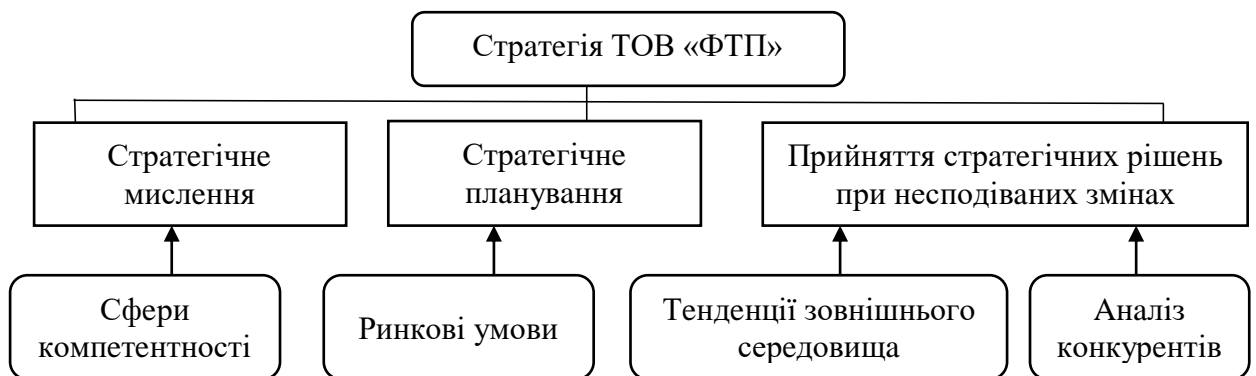 Стратегія ТОВ «ФТП»
Стратегічне
мислення
Стратегічне
планування
Прийняття стратегічних рішень
при несподіваних змінах
Сфери
компетентності
Ринкові умови
Тенденції зовнішнього
середовища
Аналіз
конкурентів